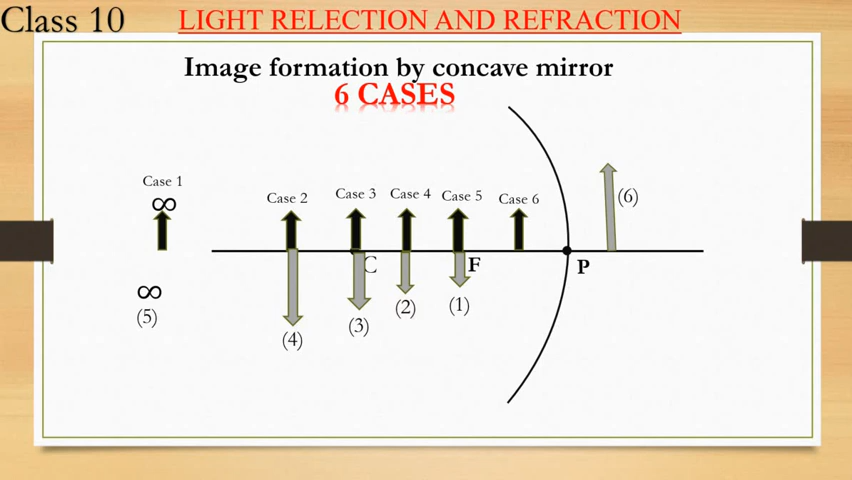 Class 10
LIGHT RELECTION AND REFRACTION
Image formation by concave mirror
6 CASES
Case 1
∞
Case 2
Case 3
Case 4
Case 5
Case 6
(6)
C
F
P
∞
(5)
(4)
(3)
(2)
(1)